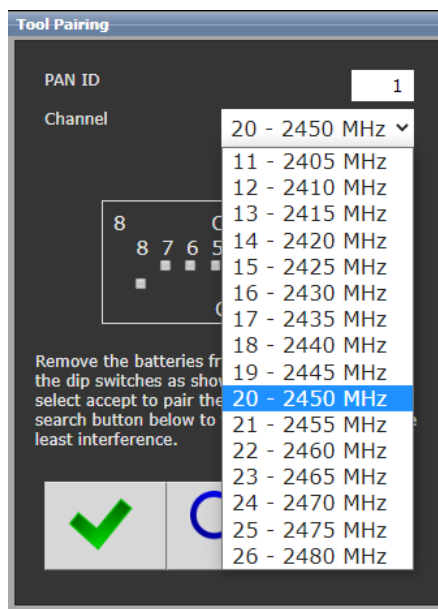 Tool Pairing
PAN ID
1
Channel
20 - 2450 MHz
11 - 2405 MHz
12 - 2410 MHz
13 - 2415 MHz
14 - 2420 MHz
15 - 2425 MHz
16 - 2430 MHz
17 - 2435 MHz
18 - 2440 MHz
19 - 2445 MHz
20 - 2450 MHz
21 - 2455 MHz
22 - 2460 MHz
23 - 2465 MHz
24 - 2470 MHz
25 - 2475 MHz
26 - 2480 MHz
8
8 7 6 5
Remove the batteries
the dip switches as
select accept to pair the
search button below to
least interference.